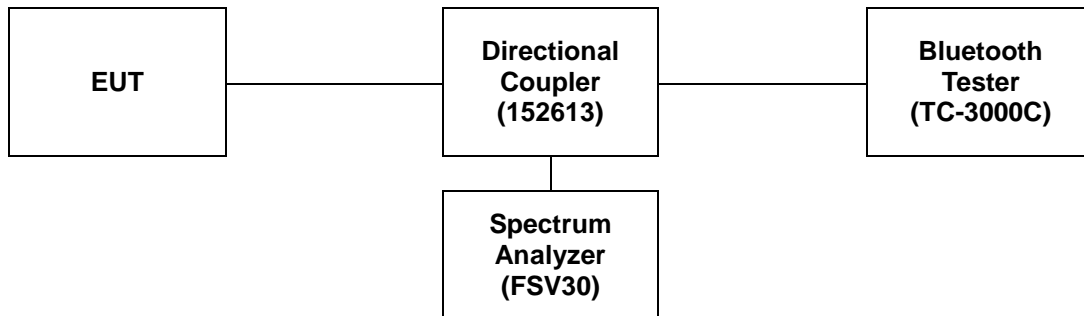 EUT
Directional
Coupler
(152613)
Bluetooth
Tester
(TC-3000C)
Spectrum
Analyzer
(FSV30)